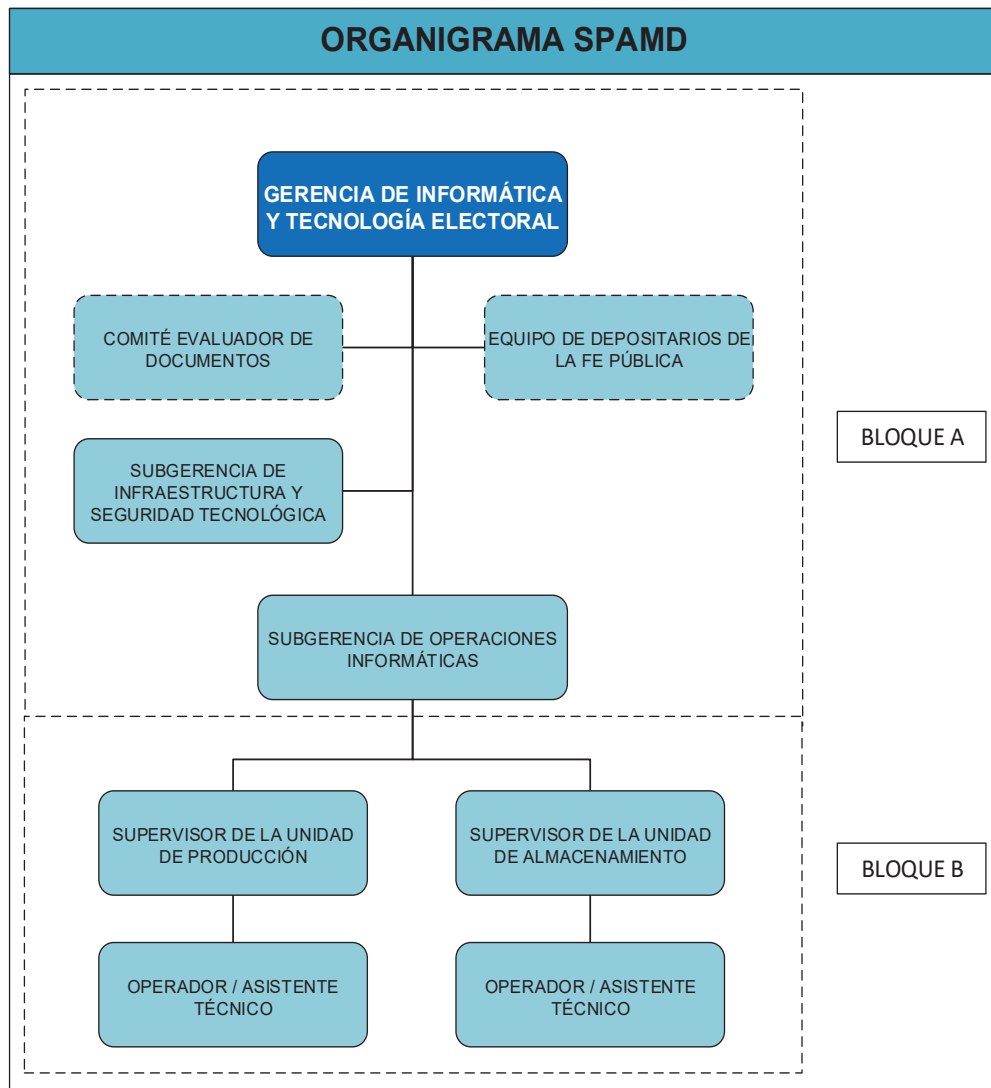 ORGANIGRAMA SPAMD
GERENCIA DE INFORMÁTICA
Y TECNOLOGÍA ELECTORAL
COMITÉ EVALUADOR DE
DOCUMENTOS
EQUIPO DE DEPOSITARIOS DE
LA FE PÚBLICA
BLOQUE A
SUBGERENCIA DE
INFRAESTRUCTURA Y
SEGURIDAD TECNOLÓGICA
SUBGERENCIA DE OPERACIONES
INFORMÁTICAS
SUPERVISOR DE LA UNIDAD
DE PRODUCCIÓN
SUPERVISOR DE LA UNIDAD
DE ALMACENAMIENTO
BLOQUE B
OPERADOR / ASISTENTE
TÉCNICO
OPERADOR / ASISTENTE
TÉCNICO